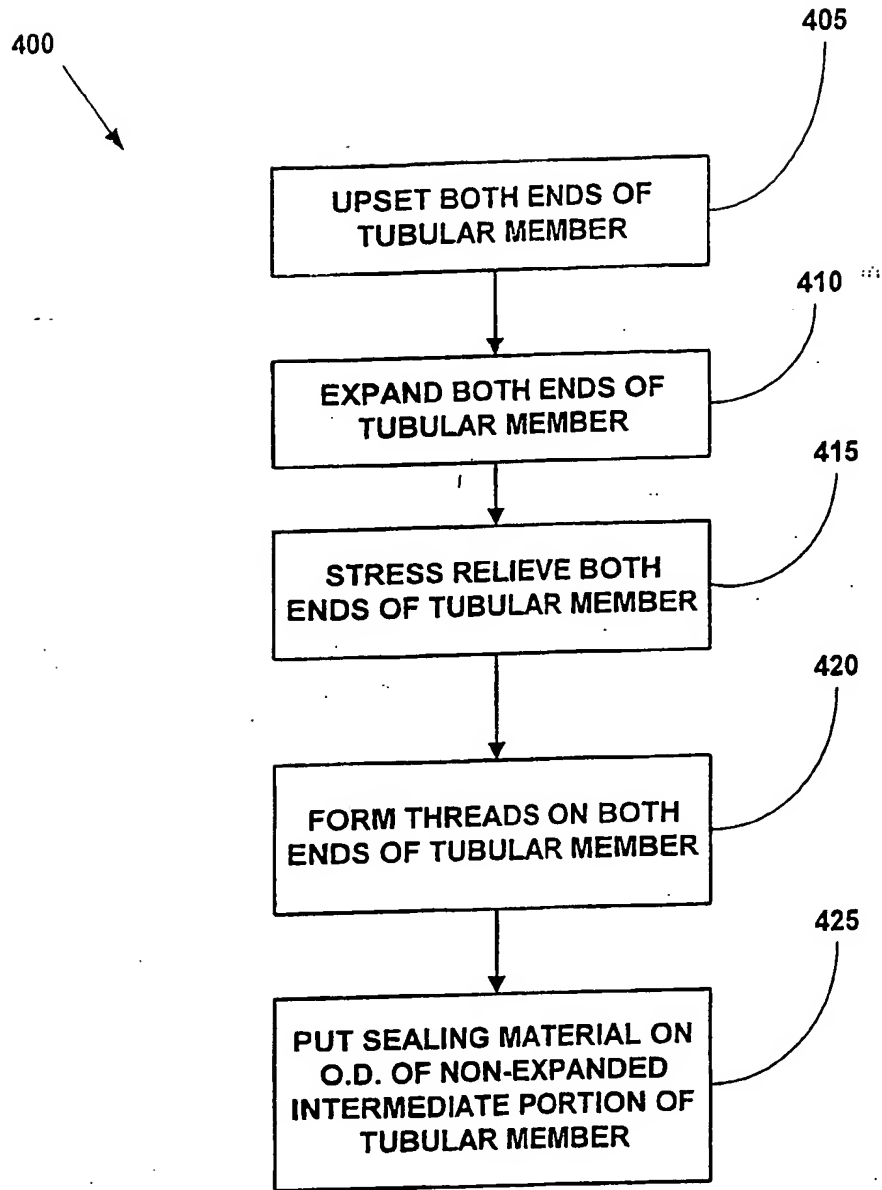 405
400
UPSET BOTH ENDS OF
TUBULAR MEMBER
410
EXPAND BOTH ENDS OF
TUBULAR MEMBER
415
STRESS RELIEVE BOTH
ENDS OF TUBULAR MEMBER
420
FORM THREADS ON BOTH
ENDS OF TUBULAR MEMBER
425
PUT SEALING MATERIAL ON
O.D. OF NON-EXPANDED
INTERMEDIATE PORTION OF
TUBULAR MEMBER